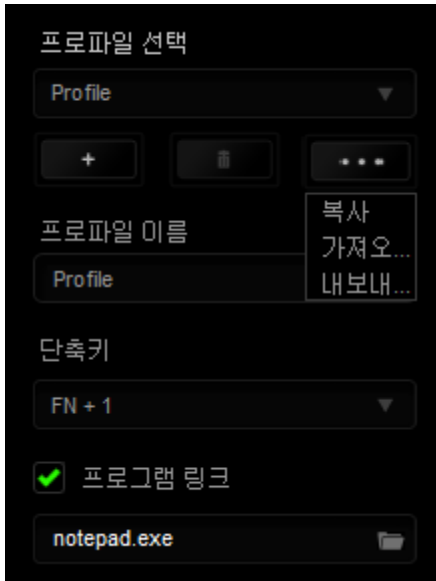 프로파일 선택
Profile
+
•••
복사
가져오...
내보내...
프로파일 이름
Profile
단축키
FN + 1
프로그램 링크
notepad.exe